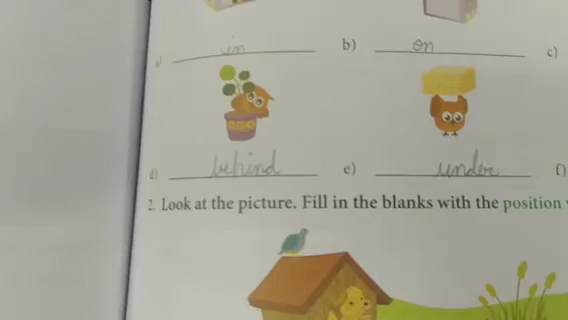 in b) on c)
d) behind e) under f)
2. Look at the picture. Fill in the blanks with the position